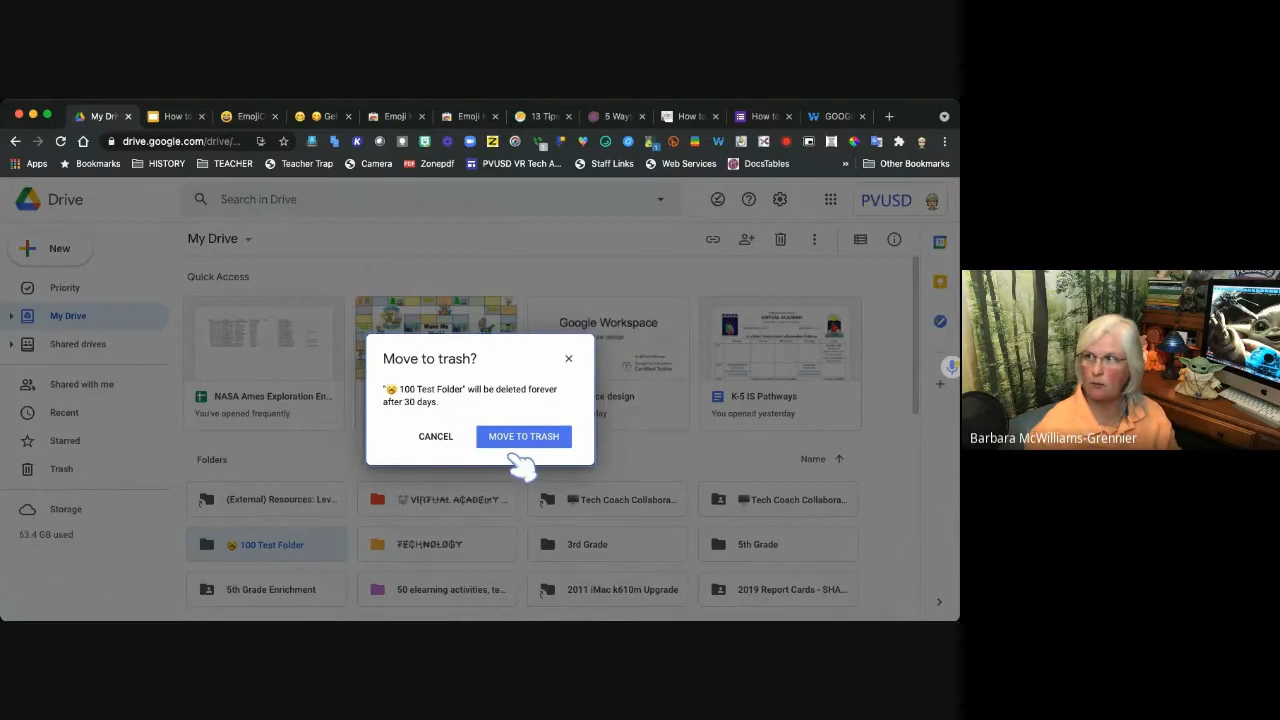 My Dri
How to
EmojiC
Get
Emoji k
Emoji k
13 Tips
5 Way
How to
How to
GOOG
drive.google.com/drive/...
Apps
Bookmarks
HISTORY
TEACHER
Teacher Trap
Camera
PDF
Zonepdf
PVUSD VR Tech A...
Staff Links
Web Services
DocsTables
Other Bookmarks
Drive
Search in Drive
PVUSD
New
My Drive
Priority
Quick Access
My Drive
Shared drives
Google Workspace
Move to trash?
"😿 100 Test Folder" will be deleted forever
after 30 days.
Shared with me
NASA Ames Exploration En...
ce design
K-5 IS Pathways
Recent
You've opened frequently
day
You opened yesterday
CANCEL
MOVE TO TRASH
Starred
Folders
Name
Trash
(External) Resources: Lev...
VIRTUAL ACADEMY ...
Tech Coach Collabora...
Tech Coach Collabora...
Storage
53.4 GB used
😿 100 Test Folder
TECHNOLOGY
3rd Grade
5th Grade
5th Grade Enrichment
50 elearning activities, te...
2011 iMac k610m Upgrade
2019 Report Cards - SHA...
Barbara McWilliams-Grennier